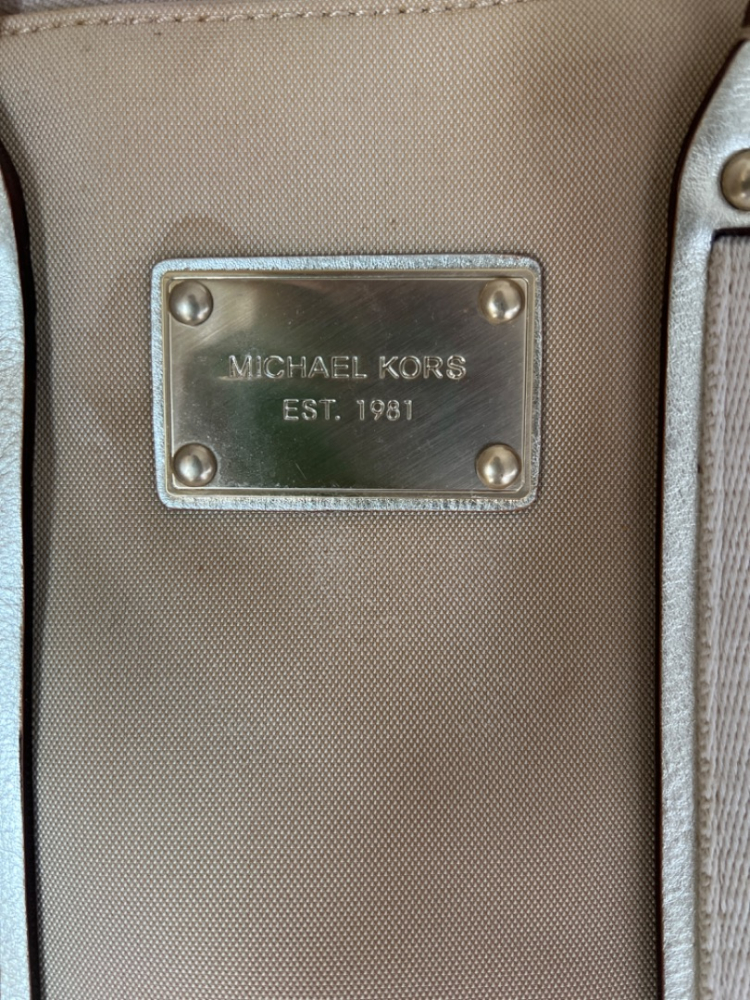 MICHAEL KORS
EST. 1981